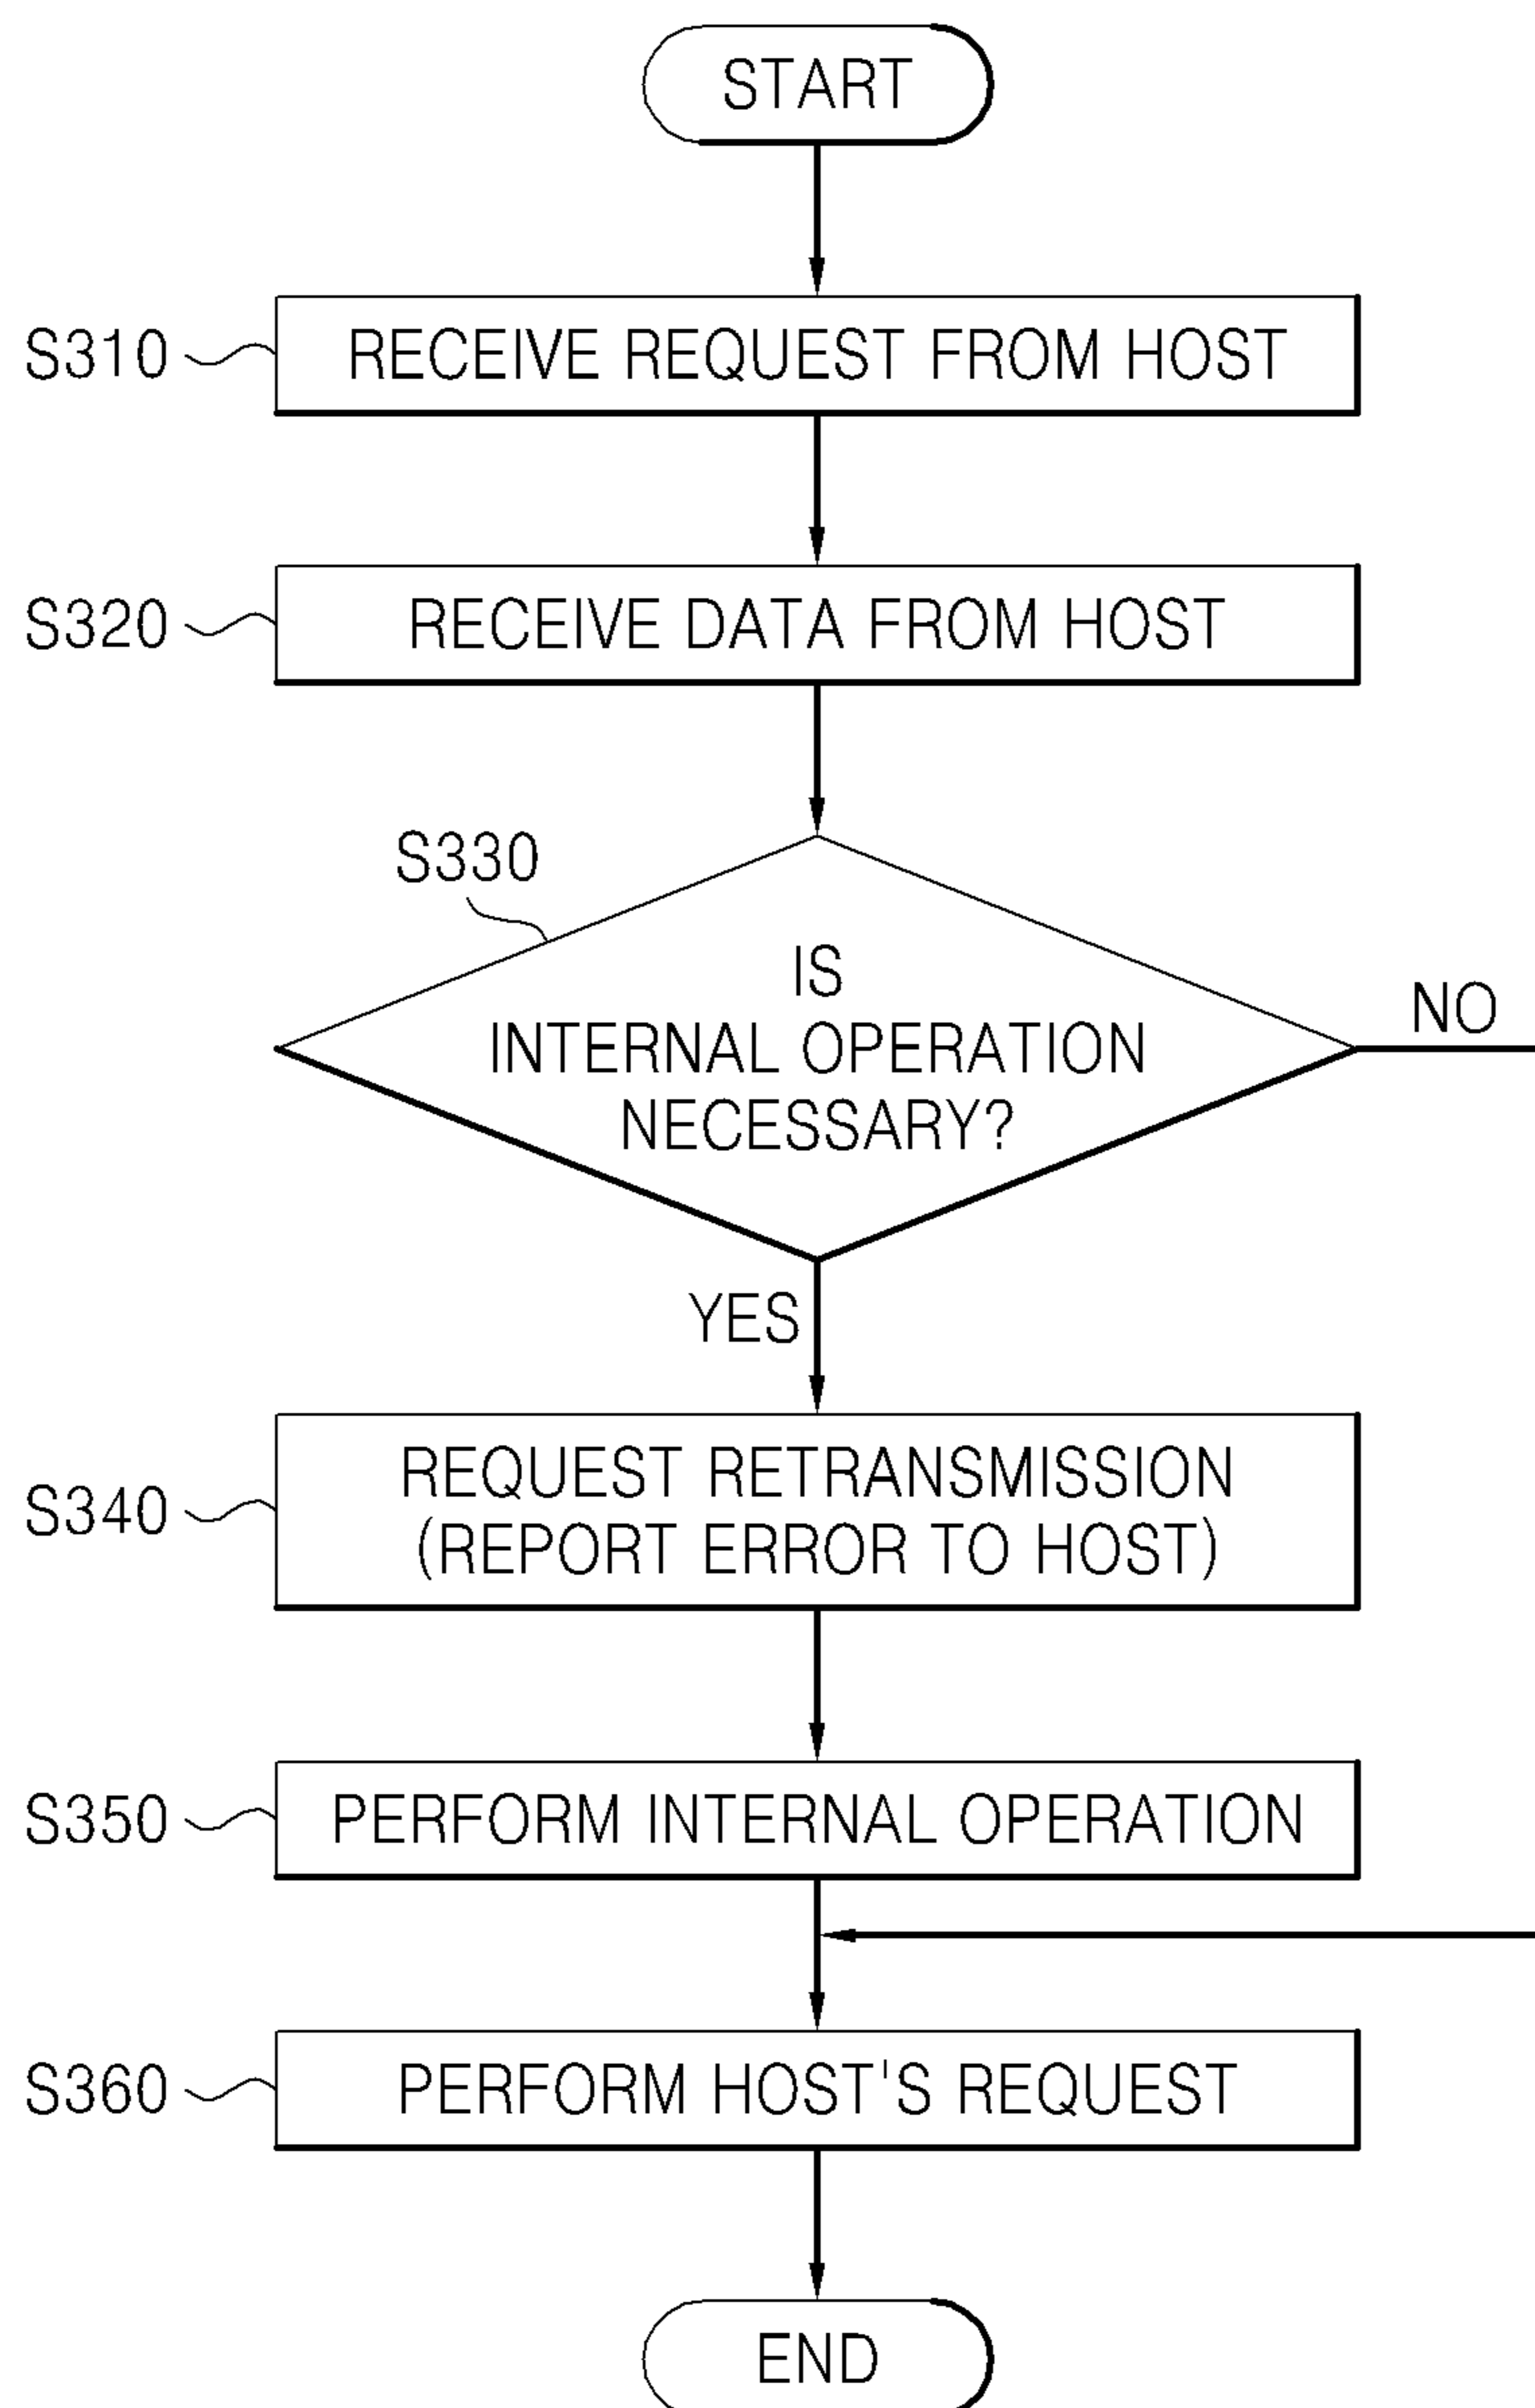 START
S310
RECEIVE REQUEST FROM HOST
S320
RECEIVE DATA FROM HOST
S330
IS
INTERNAL OPERATION
NECESSARY?
NO
YES
S340
REQUEST RETRANSMISSION
(REPORT ERROR TO HOST)
S350
PERFORM INTERNAL OPERATION
S360
PERFORM HOST'S REQUEST
END